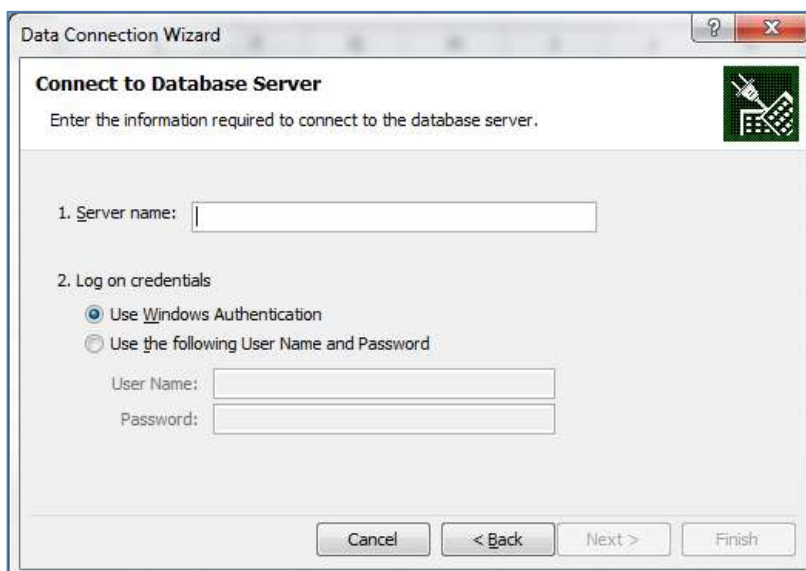 Data Connection Wizard
?
X
Connect to Database Server
Enter the information required to connect to the database server.
1. Server name:
2. Log on credentials
Use Windows Authentication
Use the following User Name and Password
User Name:
Password:
Cancel
< Back
Next >
Finish